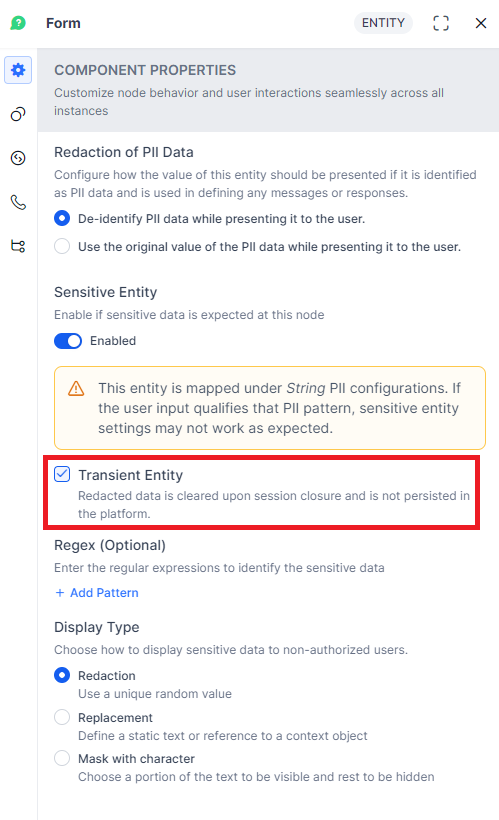 Form
ENTITY
COMPONENT PROPERTIES
Customize node behavior and user interactions seamlessly across all
instances
Redaction of PII Data
Configure how the value of this entity should be presented if it is identified
as PII data and is used in defining any messages or responses.
De-identify PII data while presenting it to the user.
Use the original value of the PII data while presenting it to the user.
Sensitive Entity
Enable if sensitive data is expected at this node
Enabled
This entity is mapped under String PII configurations. If
the user input qualifies that PII pattern, sensitive entity
settings may not work as expected.
Transient Entity
Redacted data is cleared upon session closure and is not persisted in
the platform.
Regex (Optional)
Enter the regular expressions to identify the sensitive data
+ Add Pattern
Display Type
Choose how to display sensitive data to non-authorized users.
Redaction
Use a unique random value
Replacement
Define a static text or reference to a context object
Mask with character
Choose a portion of the text to be visible and rest to be hidden